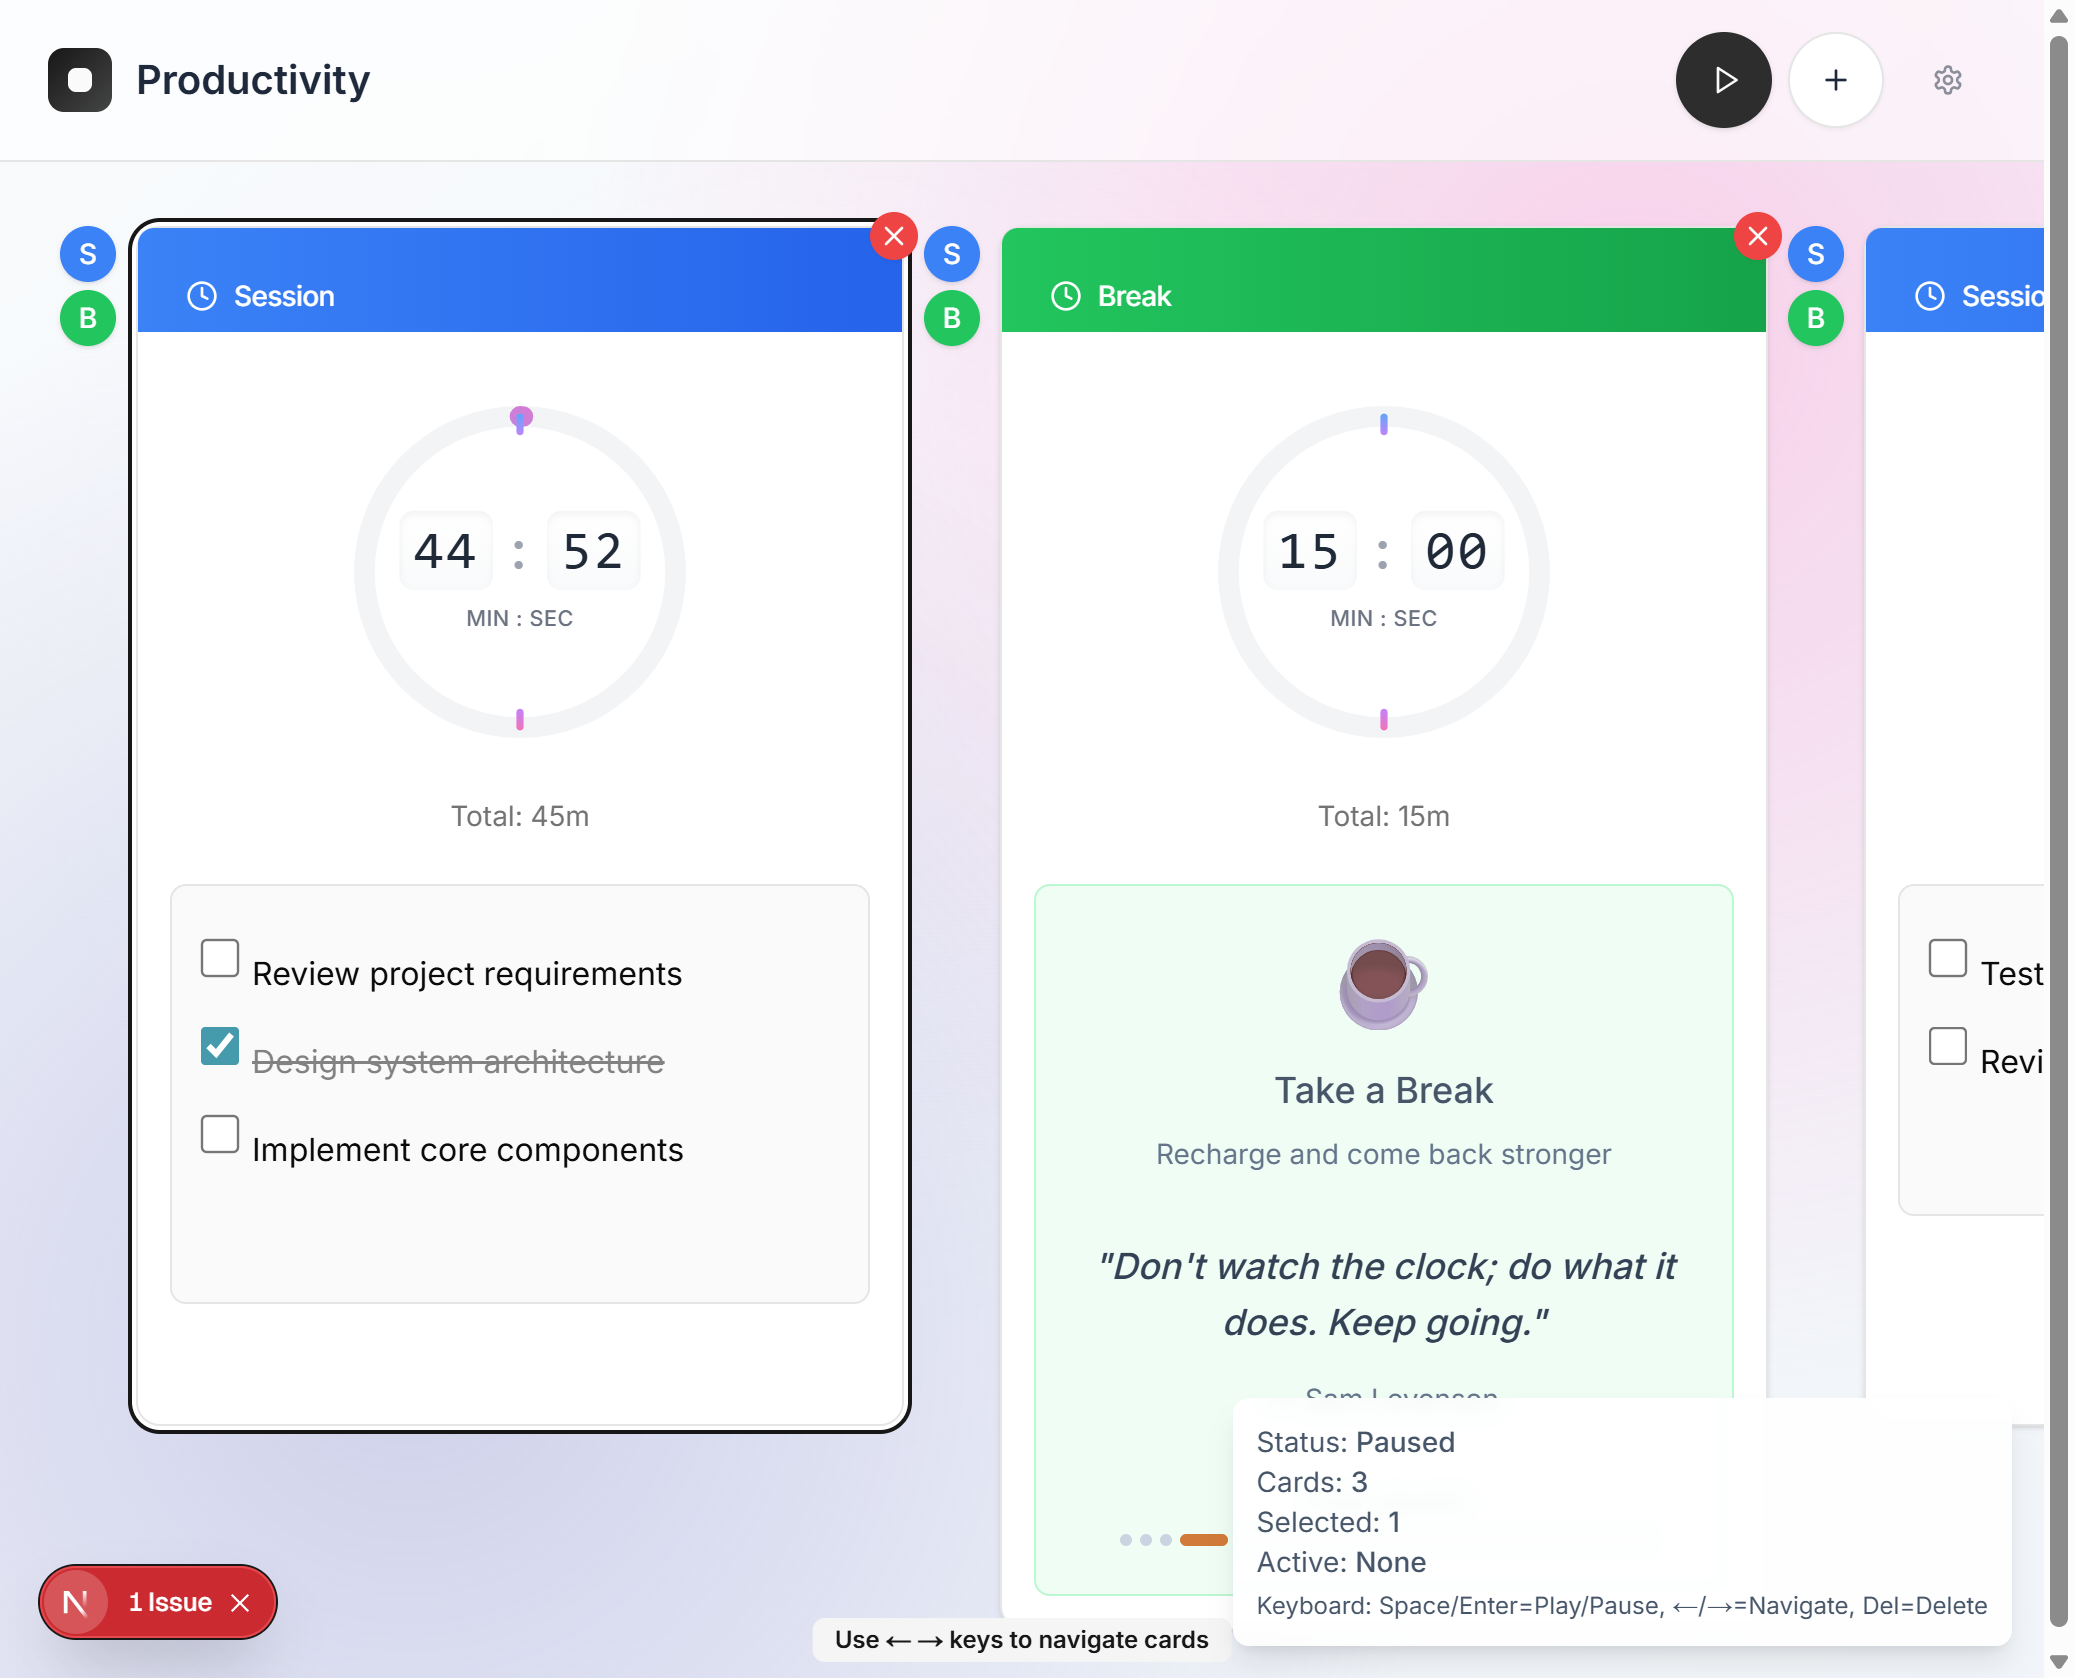 Productivity
S
B
Session
S
B
Break
S
B
Sessio
44 : 52
MIN : SEC
Total: 45m
15 : 00
MIN : SEC
Total: 15m
Review project requirements
Design system architecture
Implement core components
Take a Break
Recharge and come back stronger
"Don't watch the clock; do what it
does. Keep going."
Sam Levenson
Test
Revi
Status: Paused
Cards: 3
Selected: 1
Active: None
Keyboard: Space/Enter=Play/Pause, ←/→=Navigate, Del=Delete
N 1 Issue
Use ← → keys to navigate cards